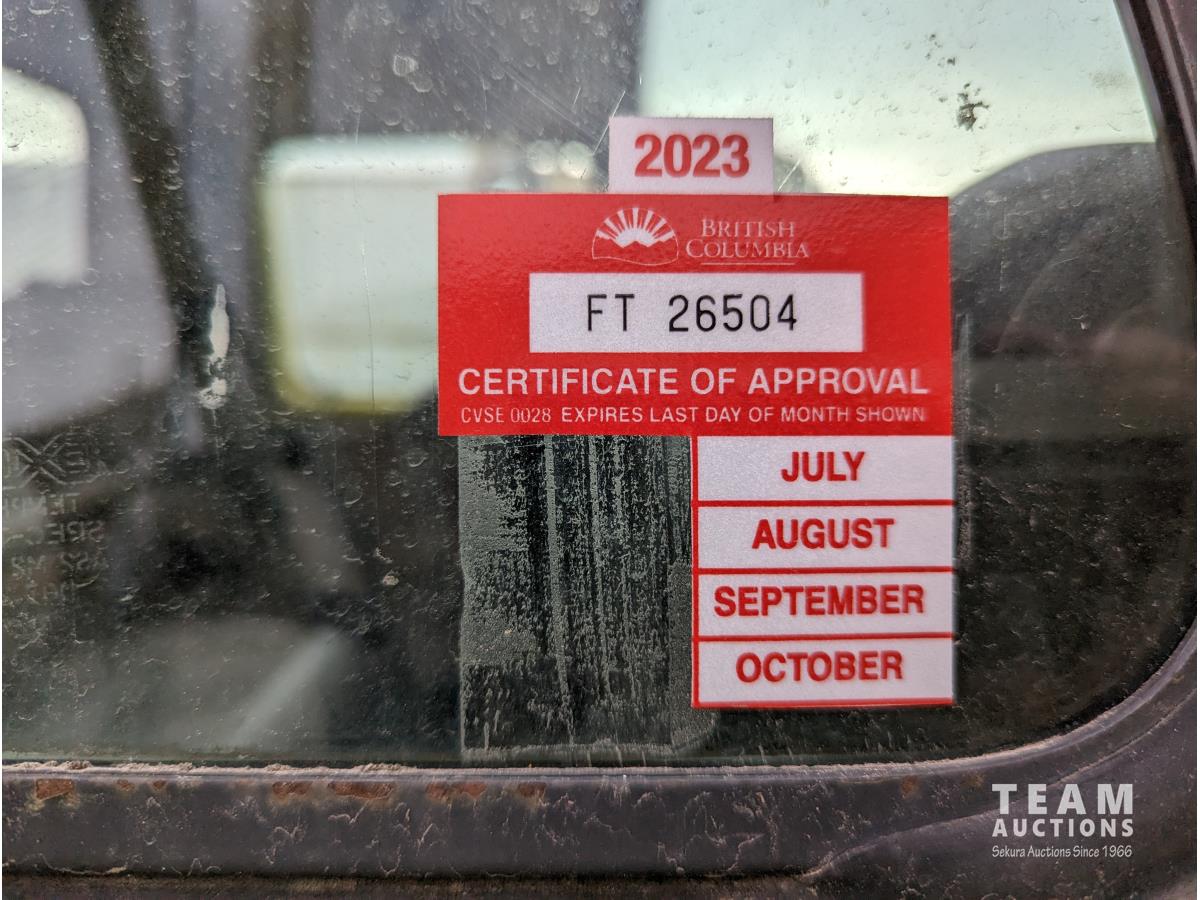 2023
BRITISH
COLUMBIA
FT 26504
CERTIFICATE OF APPROVAL
CVSE 0028 EXPIRES LAST DAY OF MONTH SHOWN
JULY
AUGUST
SEPTEMBER
OCTOBER
TEAM
AUCTIONS
Sekura Auctions Since 1966